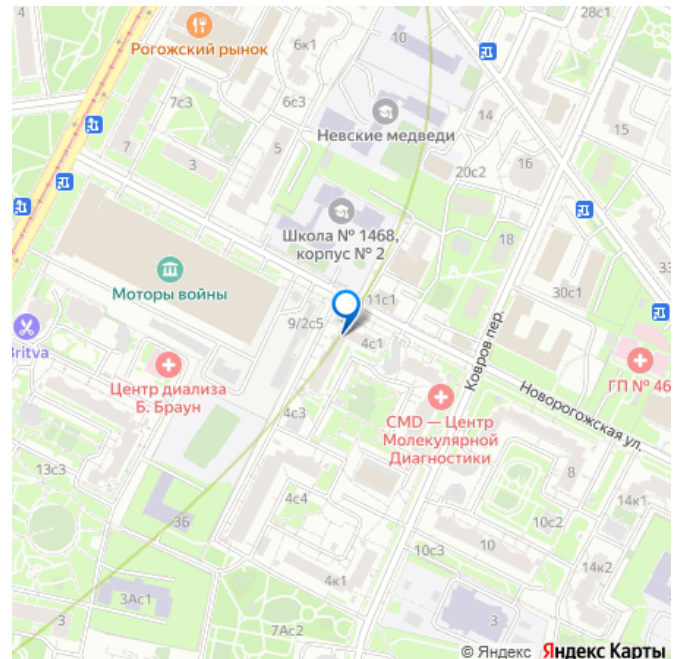 4
Рогожский рынок
6к1
10
28с1
7с3
6с3
14
15
Невские медведи
7
3
5
20с2
16
Школа № 1468,
корпус № 2
18
33
Моторы войны
11с1
30с1
9/2с5
4с1
Britva
Центр диализа
Б. Браун
Ковров пер.
ГП № 46
Новорогожская ул.
CMD — Центр
Молекулярной
Диагностики
4с3
13с3
8
4с4
14к1
3Б
10с2
10с3
10
14к2
4к1
3Ас1
3
7Ас2
3
© Яндекс Яндекс Карты